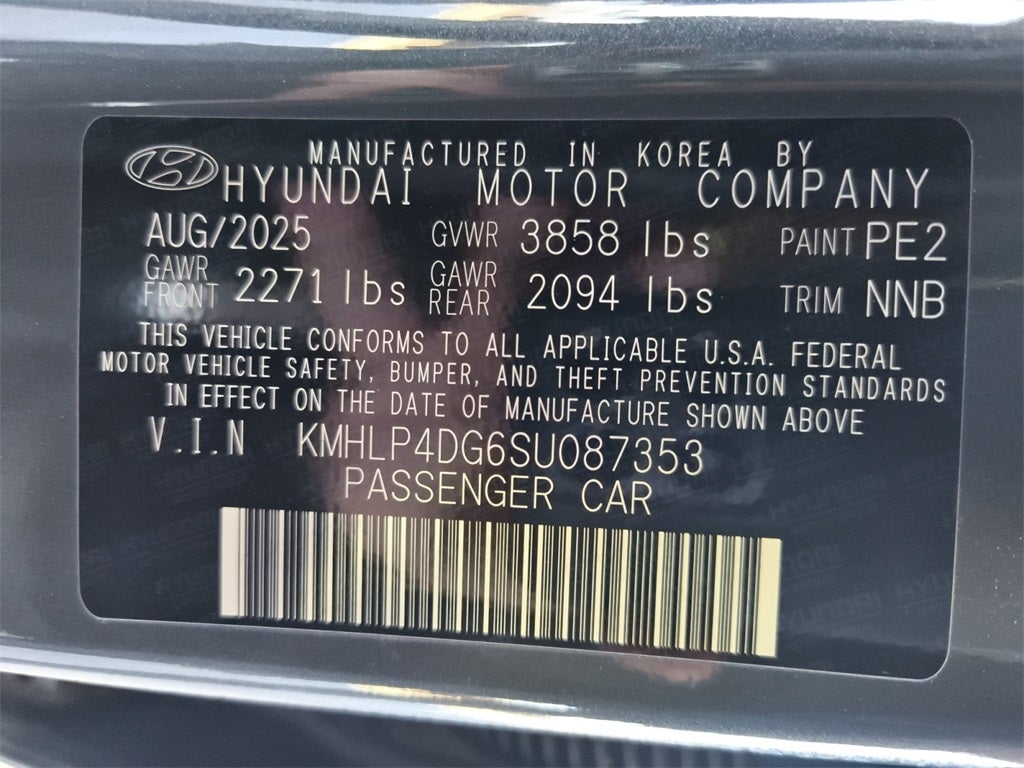 MANUFACTURED IN KOREA BY
HYUNDAI MOTOR COMPANY
AUG/2025 GVWR 3858 lbs PAINT PE2
GAWR FRONT 2271 lbs GAWR REAR 2094 lbs TRIM NNB
THIS VEHICLE CONFORMS TO ALL APPLICABLE U.S.A. FEDERAL
MOTOR VEHICLE SAFETY, BUMPER, AND THEFT PREVENTION STANDARDS
IN EFFECT ON THE DATE OF MANUFACTURE SHOWN ABOVE
V.I.N KMHLP4DG6SU087353
PASSENGER CAR